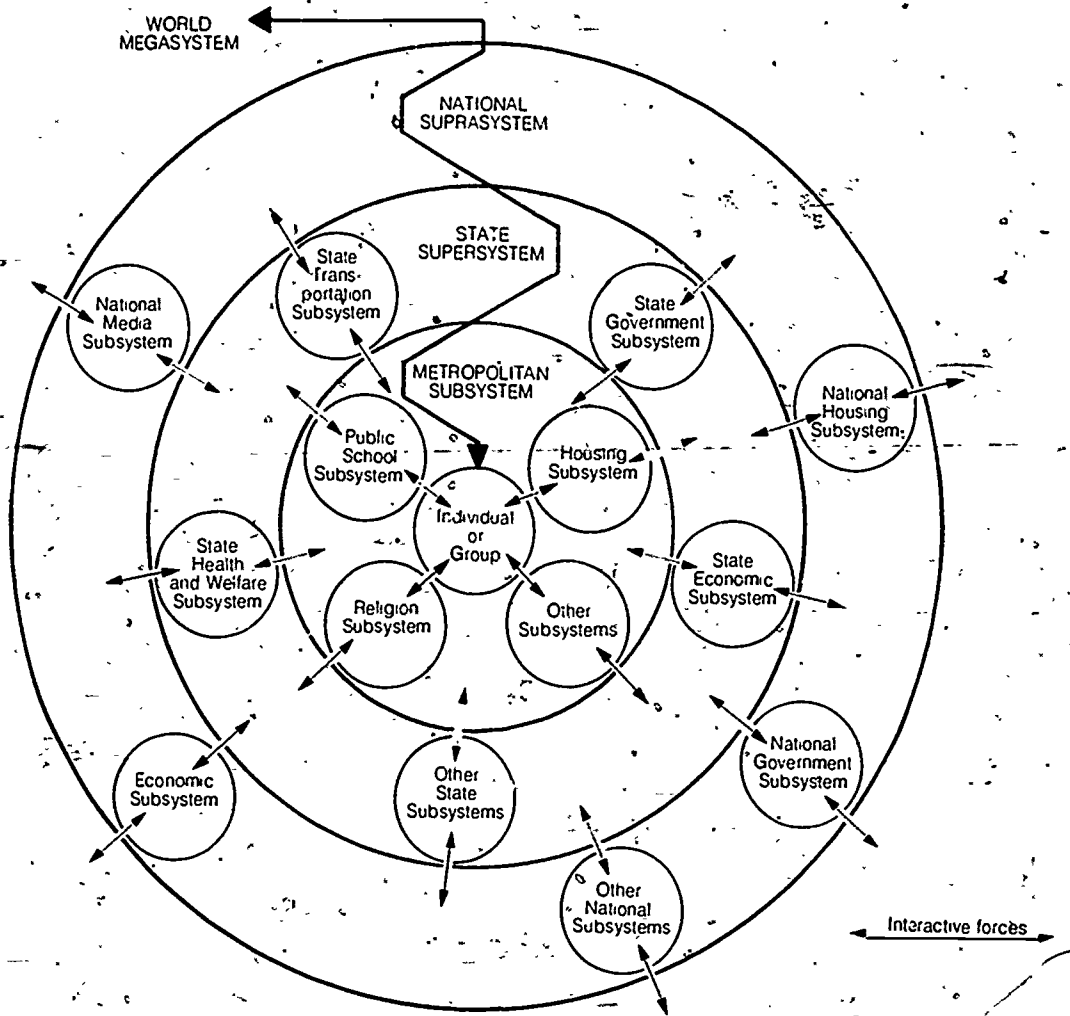 WORLD
MEGASYSTEM
NATIONAL
SUPRASYSTEM
STATE
SUPERSYSTEM
METROPOLITAN
SUBSYSTEM
State
Trans-
portation
Subsystem
National
Media
Subsystem
State
Government
Subsystem
National
Housing
Subsystem
Public
School
Subsystem
Housing
Subsystem
Individual
or
Group
State
Health
and Welfare
Subsystem
State
Economic
Subsystem
Religion
Subsystem
Other
Subsystems
Economic
Subsystem
Other
State
Subsystems
National
Government
Subsystem
Other
National
Subsystems
Interactive forces